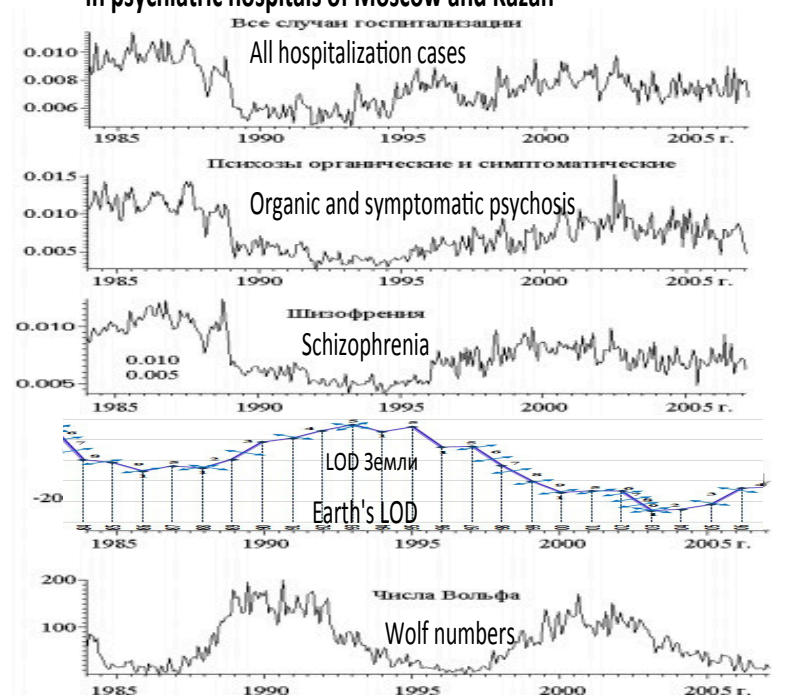 in psychiatric hospitals of Moscow and Kazan
Все случаи госпитализации
All hospitalization cases
0.010
0.008
0.006
1985 1990 1995 2000 2005 г.
Психозы органические и симптоматические
Organic and symptomatic psychosis
0.015
0.010
0.005
1985 1990 1995 2000 2005 г.
Шизофрения
Schizophrenia
0.010
0.010
0.005
0.005
1985 1990 1995 2000 2005 г.
LOD Земли
-20
Earth's LOD
1985 1990 1995 2000 2005 г.
200
Числа Вольфа
100
Wolf numbers
1985 1990 1995 2000 2005 г.